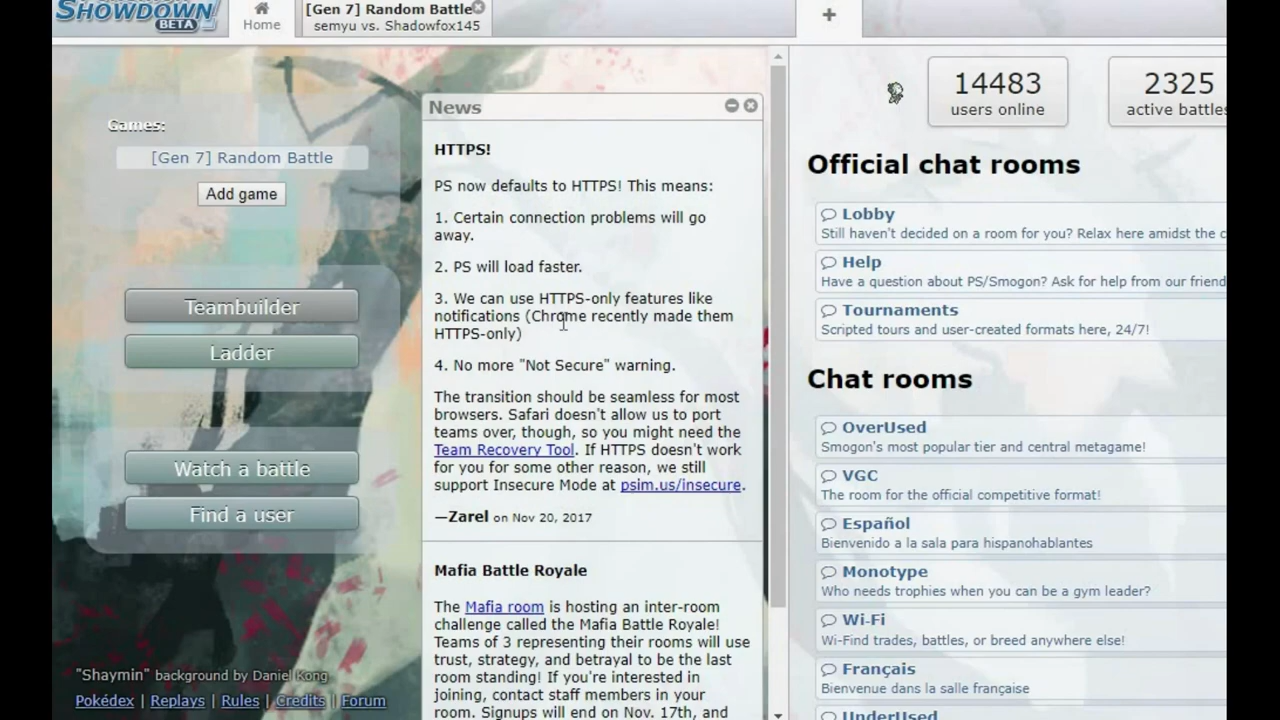 SHOWDOWN
BETA
Home
[Gen 7] Random Battle
semyu vs. Shadowfox145
Games:
[Gen 7] Random Battle
Add game
Teambuilder
Ladder
Watch a battle
Find a user
"Shaymin" background by Daniel Kong
Pokédex | Replays | Rules | Credits | Forum
News
HTTPS!
PS now defaults to HTTPS! This means:
1. Certain connection problems will go
away.
2. PS will load faster.
3. We can use HTTPS-only features like
notifications (Chrome recently made them
HTTPS-only)
4. No more "Not Secure" warning.
The transition should be seamless for most
browsers. Safari doesn't allow us to port
teams over, though, so you might need the
Team Recovery Tool. If HTTPS doesn't work
for you for some other reason, we still
support Insecure Mode at psim.us/insecure.
—Zarel on Nov 20, 2017
Mafia Battle Royale
The Mafia room is hosting an inter-room
challenge called the Mafia Battle Royale!
Teams of 3 representing their rooms will use
trust, strategy, and betrayal to be the last
room standing! If you're interested in
joining, contact staff members in your
room. Signups will end on Nov. 17th, and
14483
users online
2325
active battles
Official chat rooms
Lobby
Still haven't decided on a room for you? Relax here amidst the c
Help
Have a question about PS/Smogon? Ask for help from our friend
Tournaments
Scripted tours and user-created formats here, 24/7!
Chat rooms
OverUsed
Smogon's most popular tier and central metagame!
VGC
The room for the official competitive format!
Español
Bienvenido a la sala para hispanohablantes
Monotype
Who needs trophies when you can be a gym leader?
Wi-Fi
Wi-Find trades, battles, or breed anywhere else!
Français
Bienvenue dans la salle française
UnderUsed